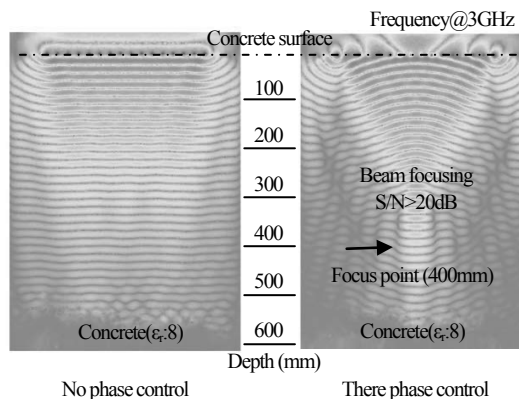 Frequency@3GHz
Concrete surface
100
200
300
400
500
600
Depth (mm)
Beam focusing
S/N>20dB
Focus point (400mm)
Concrete(εr:8)
Concrete(εr:8)
No phase control
There phase control